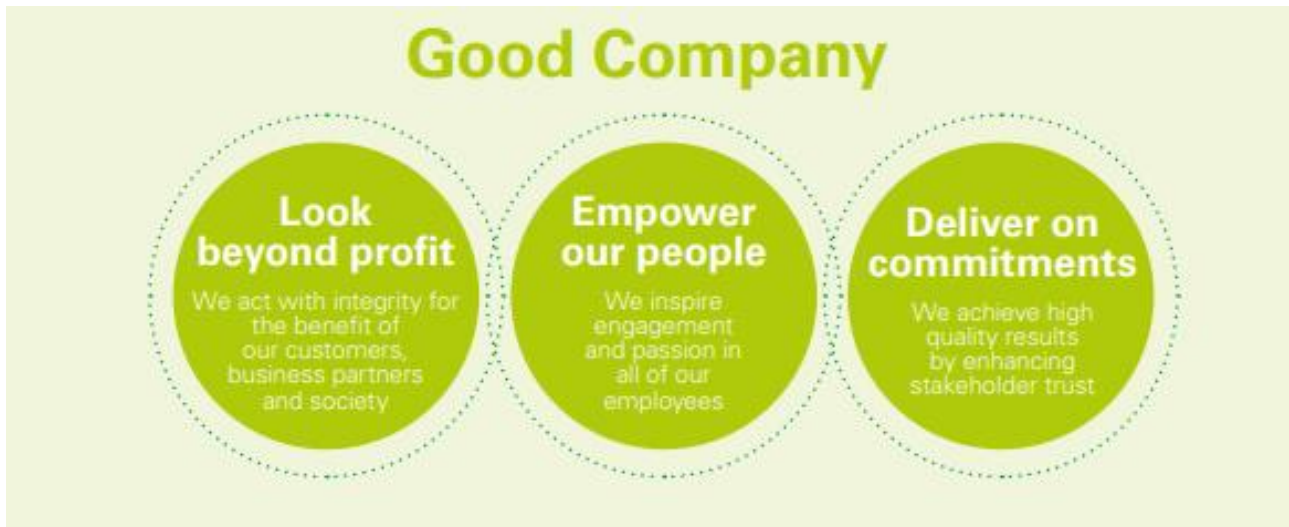 Good Company
Look
beyond profit
We act with integrity for
the benefit of
our customers,
business partners
and society
Empower
our people
We inspire
engagement
and passion in
all of our
employees
Deliver on
commitments
We achieve high
quality results
by enhancing
stakeholder trust